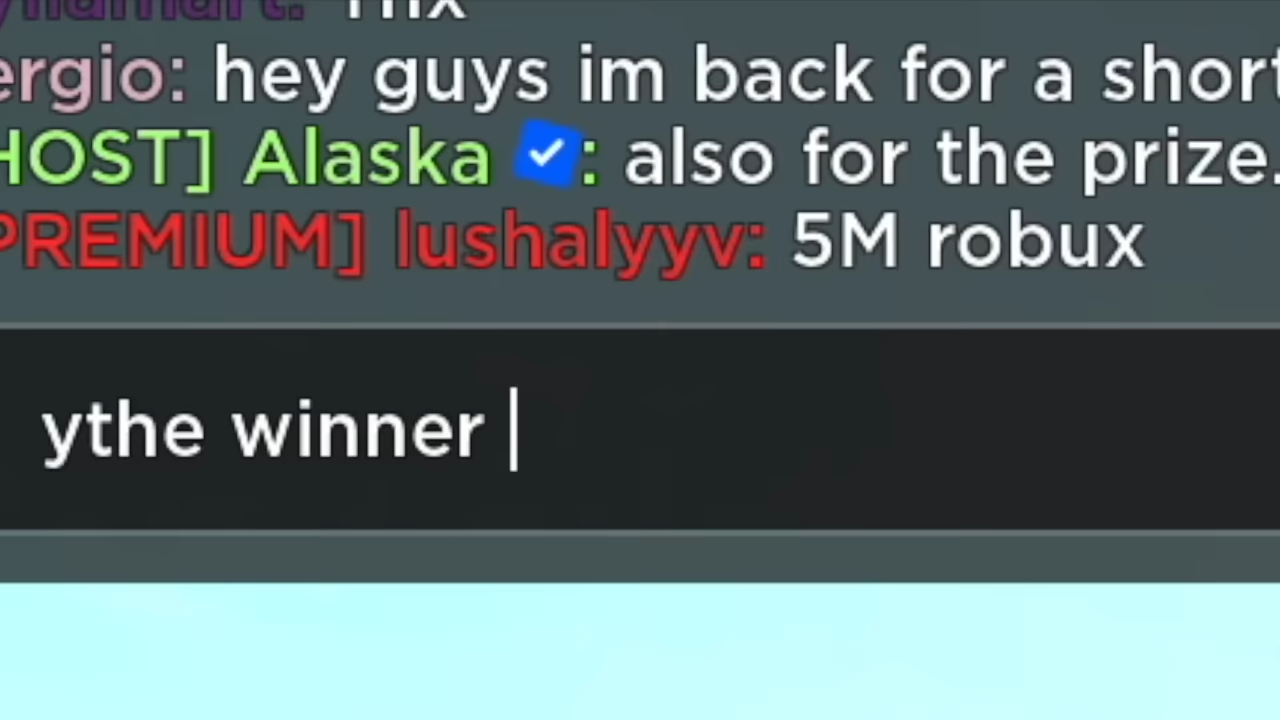 ergio: hey guys im back for a short
HOST] Alaska : also for the prize.
PREMIUM] lushalyyv: 5M robux
ythe winner